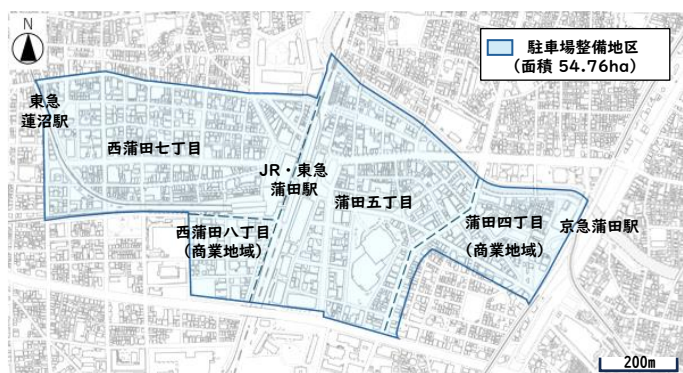 N
駐車場整備地区
(面積 54.76ha)
東急
蓮沼駅
西蒲田七丁目
JR・東急
蒲田駅
蒲田五丁目
西蒲田八丁目
(商業地域)
蒲田四丁目
(商業地域)
京急蒲田駅
200m